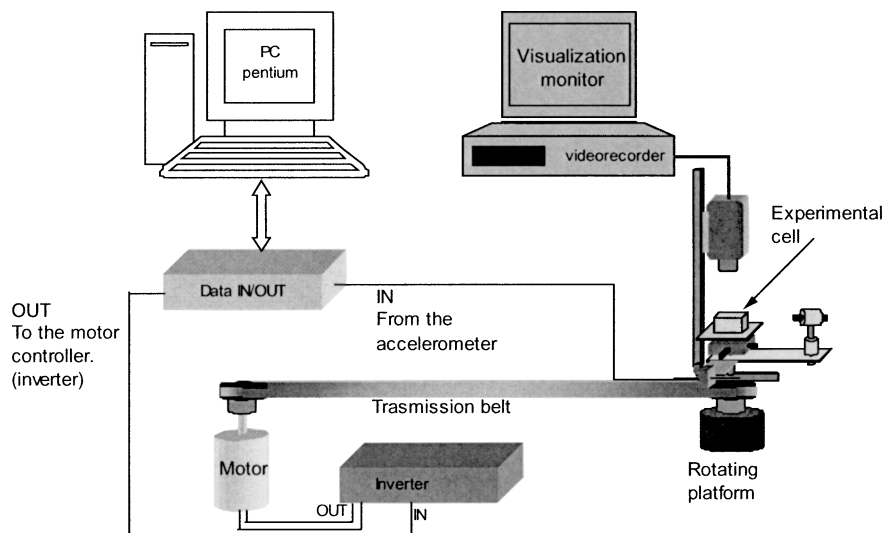 PC
pentium
Visualization
monitor
videorecorder
Experimental
cell
Data IN/OUT
IN
From the
accelerometer
OUT
To the motor
controller.
(inverter)
Trasmission belt
Motor
Inverter
OUT
IN
Rotating
platform